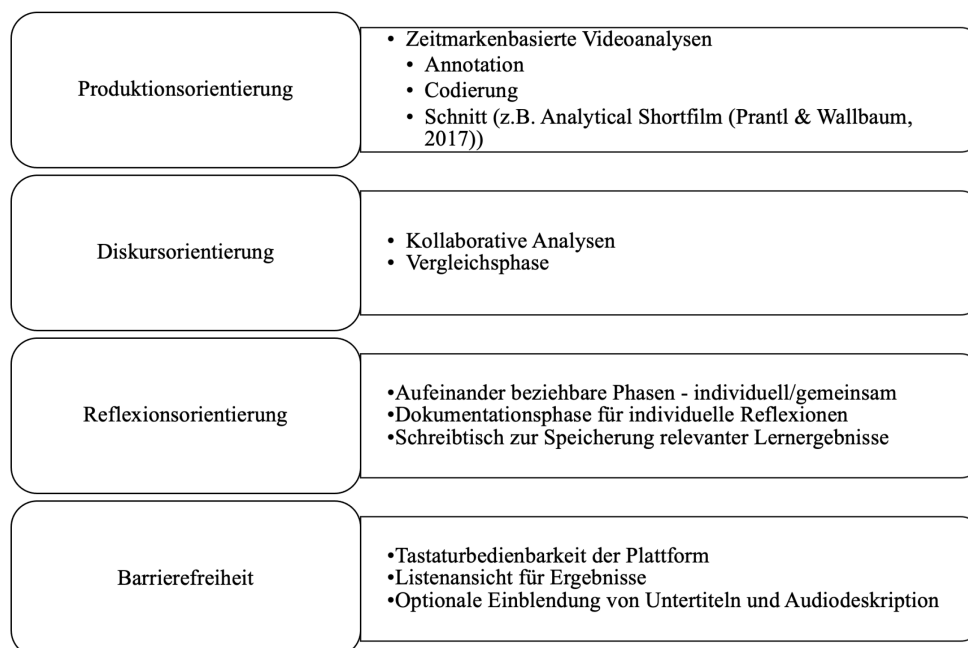 Produktionsorientierung
• Zeitmarkenbasierte Videoanalysen
• Annotation
• Codierung
• Schnitt (z.B. Analytical Shortfilm (Prantl & Wallbaum,
2017))
Diskursorientierung
• Kollaborative Analysen
• Vergleichsphase
Reflexionsorientierung
•Aufeinander beziehbare Phasen - individuell/gemeinsam
•Dokumentationsphase für individuelle Reflexionen
•Schreibtisch zur Speicherung relevanter Lernergebnisse
Barrierefreiheit
•Tastaturbedienbarkeit der Plattform
•Listenansicht für Ergebnisse
•Optionale Einblendung von Untertiteln und Audiodeskription